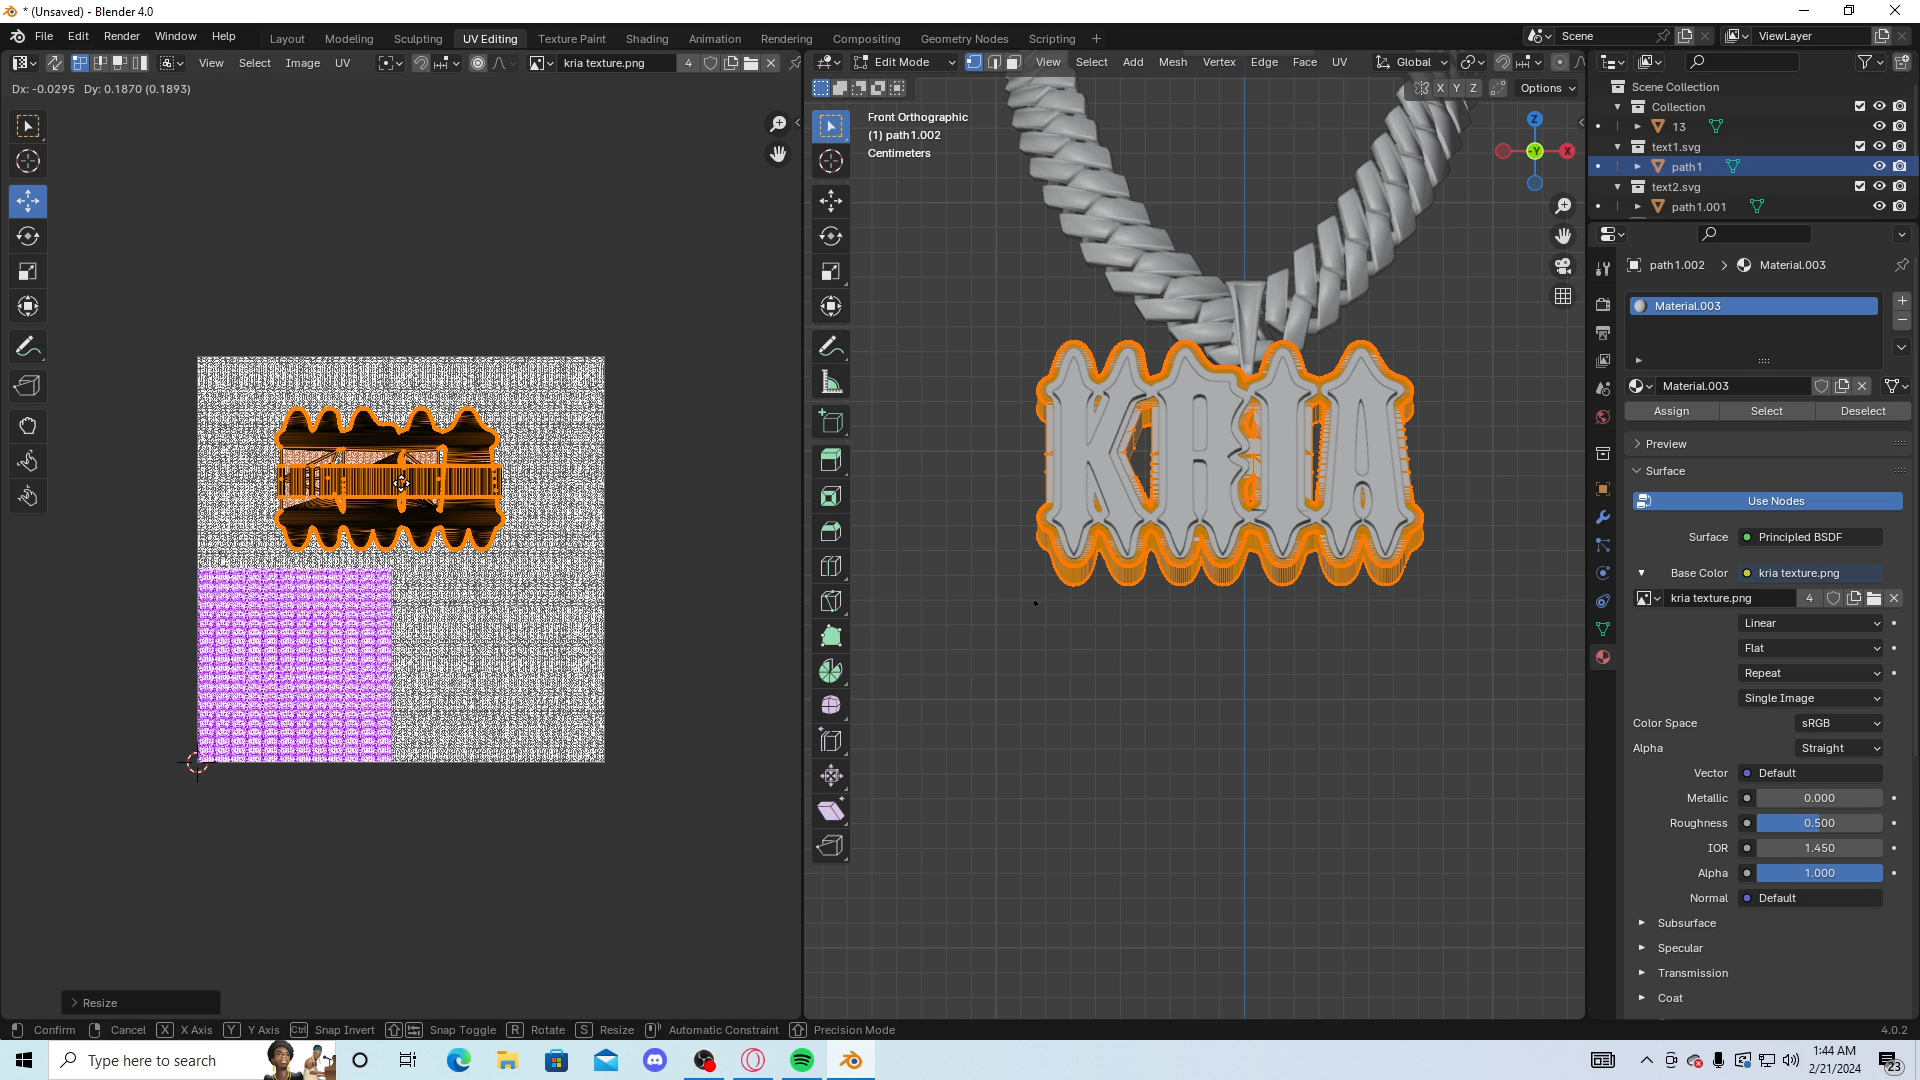 * (Unsaved) - Blender 4.0
File Edit Render Window Help
Layout Modeling Sculpting UV Editing Texture Paint Shading Animation Rendering Compositing Geometry Nodes Scripting +
Scene
ViewLayer
View Select Image UV
kria texture.png 4
Edit Mode
View Select Add Mesh Vertex Edge Face UV
Global
Dx: -0.0295 Dy: 0.1870 (0.1893)
X Y Z
Options
Front Orthographic
(1) path1.002
Centimeters
Z
-Y
X
KRIA
Scene Collection
Collection
13
text1.svg
path1
text2.svg
path1.001
path1.002 > Material.003
Material.003
Material.003
Assign Select Deselect
Preview
Surface
Use Nodes
Surface Principled BSDF
Base Color kria texture.png
kria texture.png 4
Linear
Flat
Repeat
Single Image
Color Space sRGB
Alpha Straight
Vector Default
Metallic 0.000
Roughness 0.500
IOR 1.450
Alpha 1.000
Normal Default
Subsurface
Specular
Transmission
Coat
> Resize
Confirm Cancel X X Axis Y Y Axis Ctrl Snap Invert Snap Toggle R Rotate S Resize Automatic Constraint Precision Mode
4.0.2
Type here to search
1:44 AM
2/21/2024
23